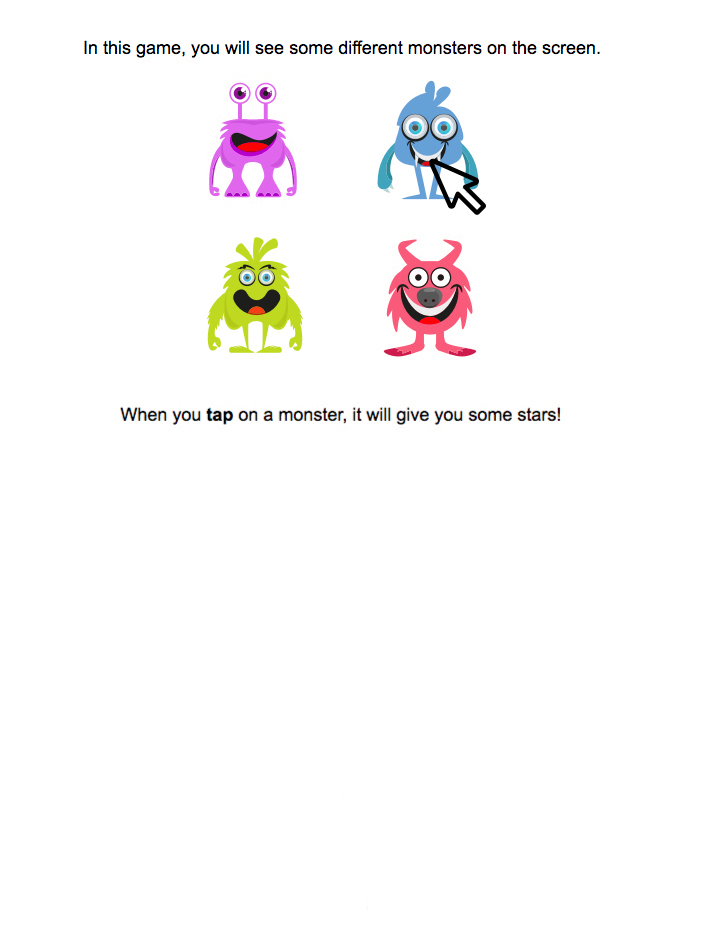 In this game, you will see some different monsters on the screen.
When you tap on a monster, it will give you some stars!